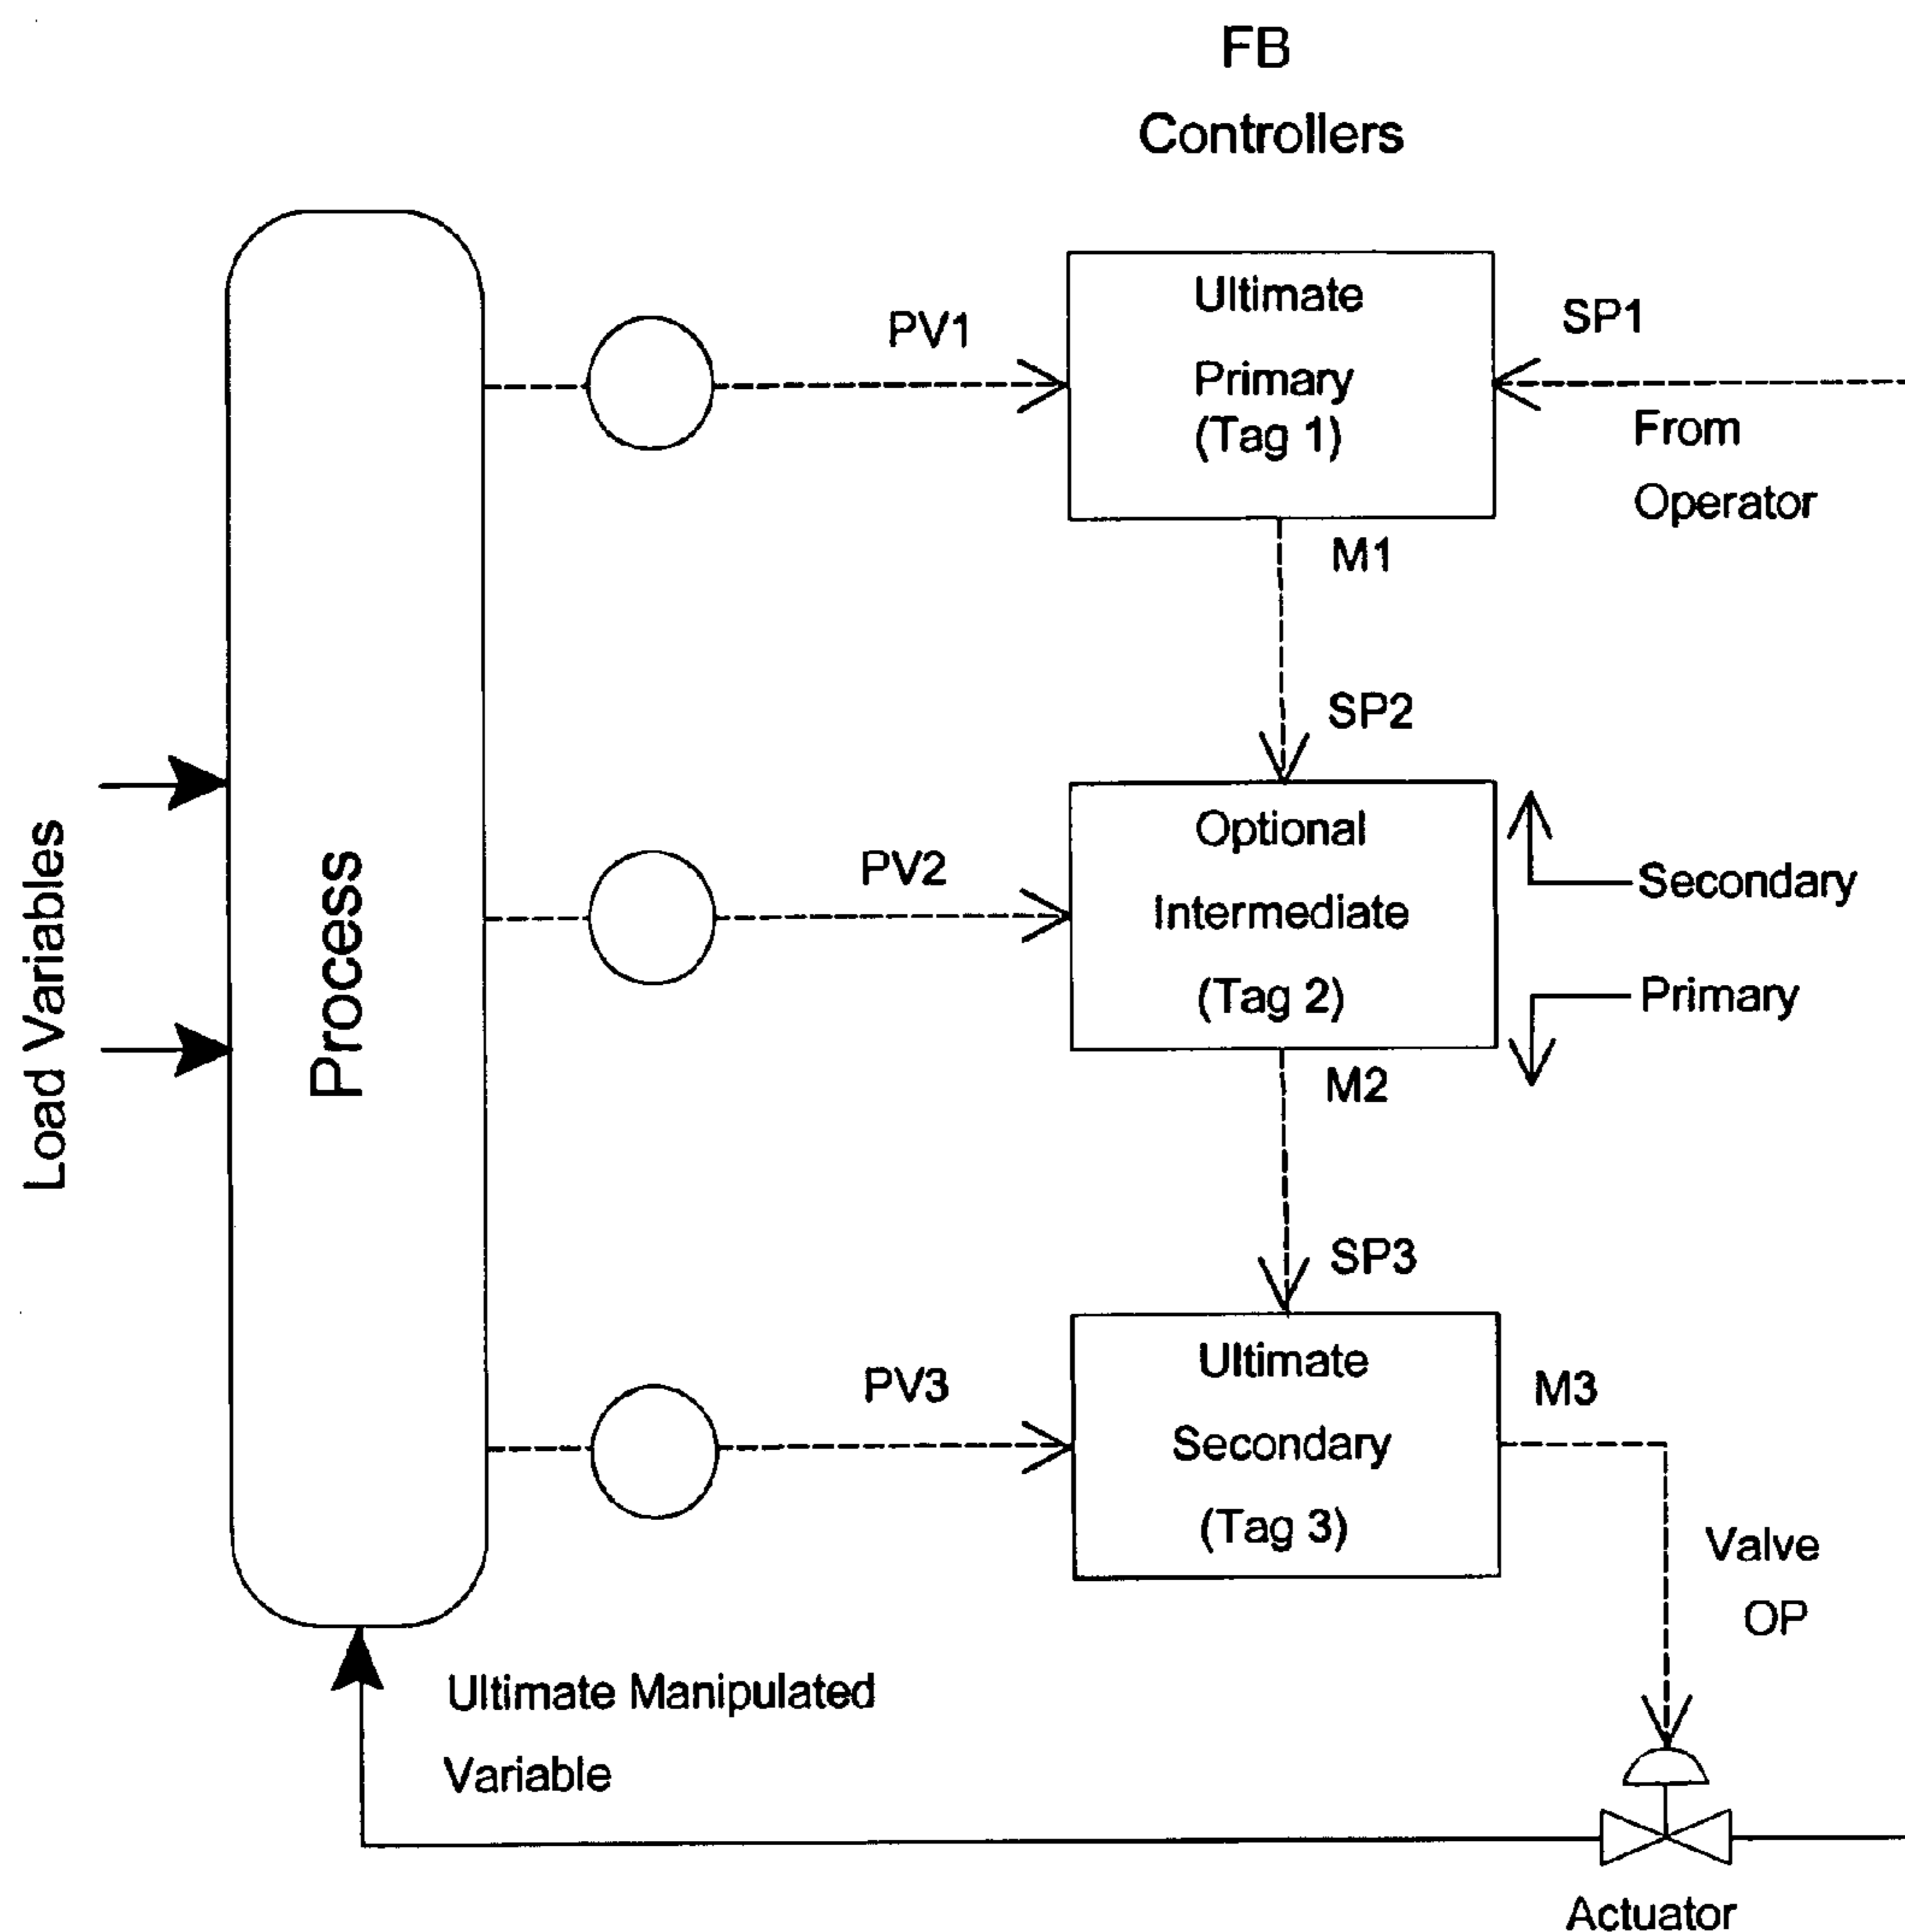 FB
Controllers
Ultimate
Primary
(Tag 1)
PV1
SP1
From
Operator
M1
SP2
Optional
Intermediate
(Tag 2)
PV2
Secondary
Primary
Load Variables
Process
M2
SP3
Ultimate
Secondary
(Tag 3)
PV3
M3
Valve
OP
Ultimate Manipulated
Variable
Actuator